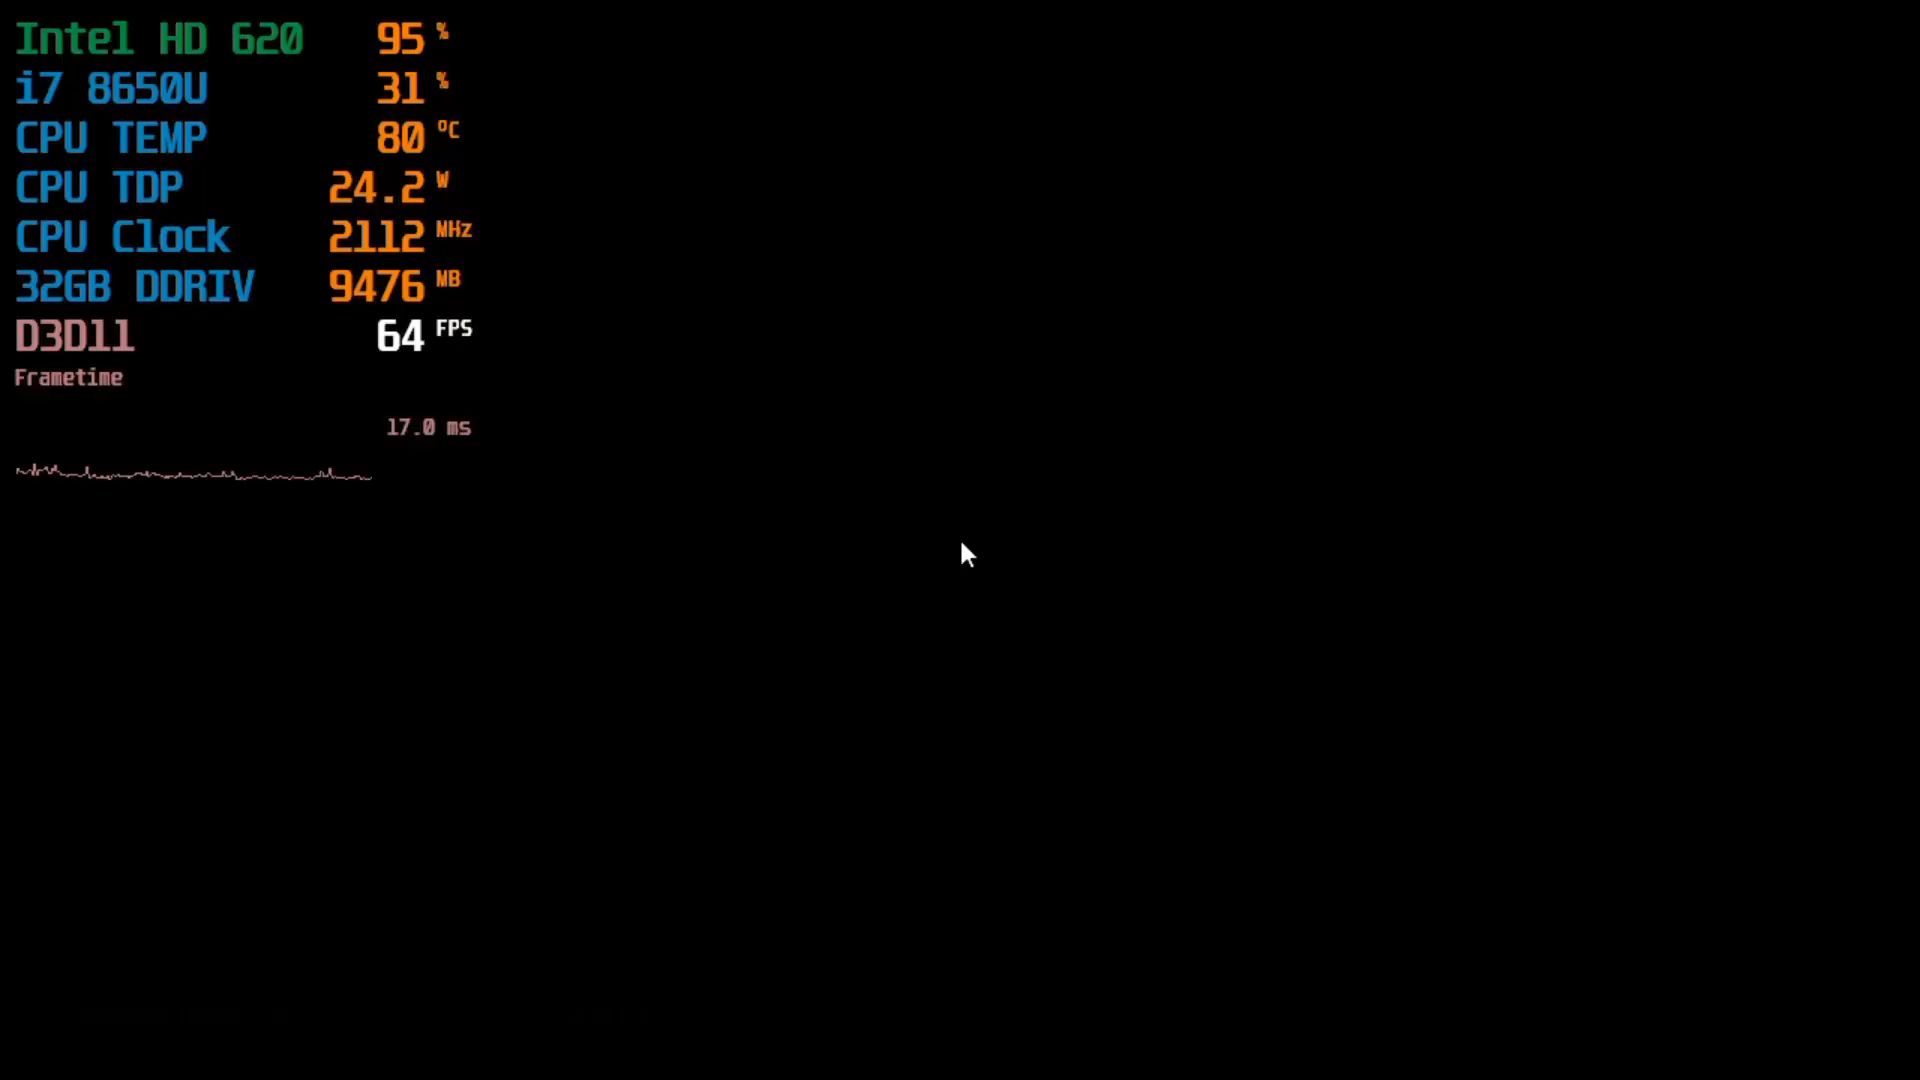 Intel HD 620 95 %
i7 8650U 31 %
CPU TEMP 80 °C
CPU TDP 24.2 W
CPU Clock 2112 MHz
32GB DDRIV 9476 MB
D3D11 64 FPS
Frametime
17.0 ms